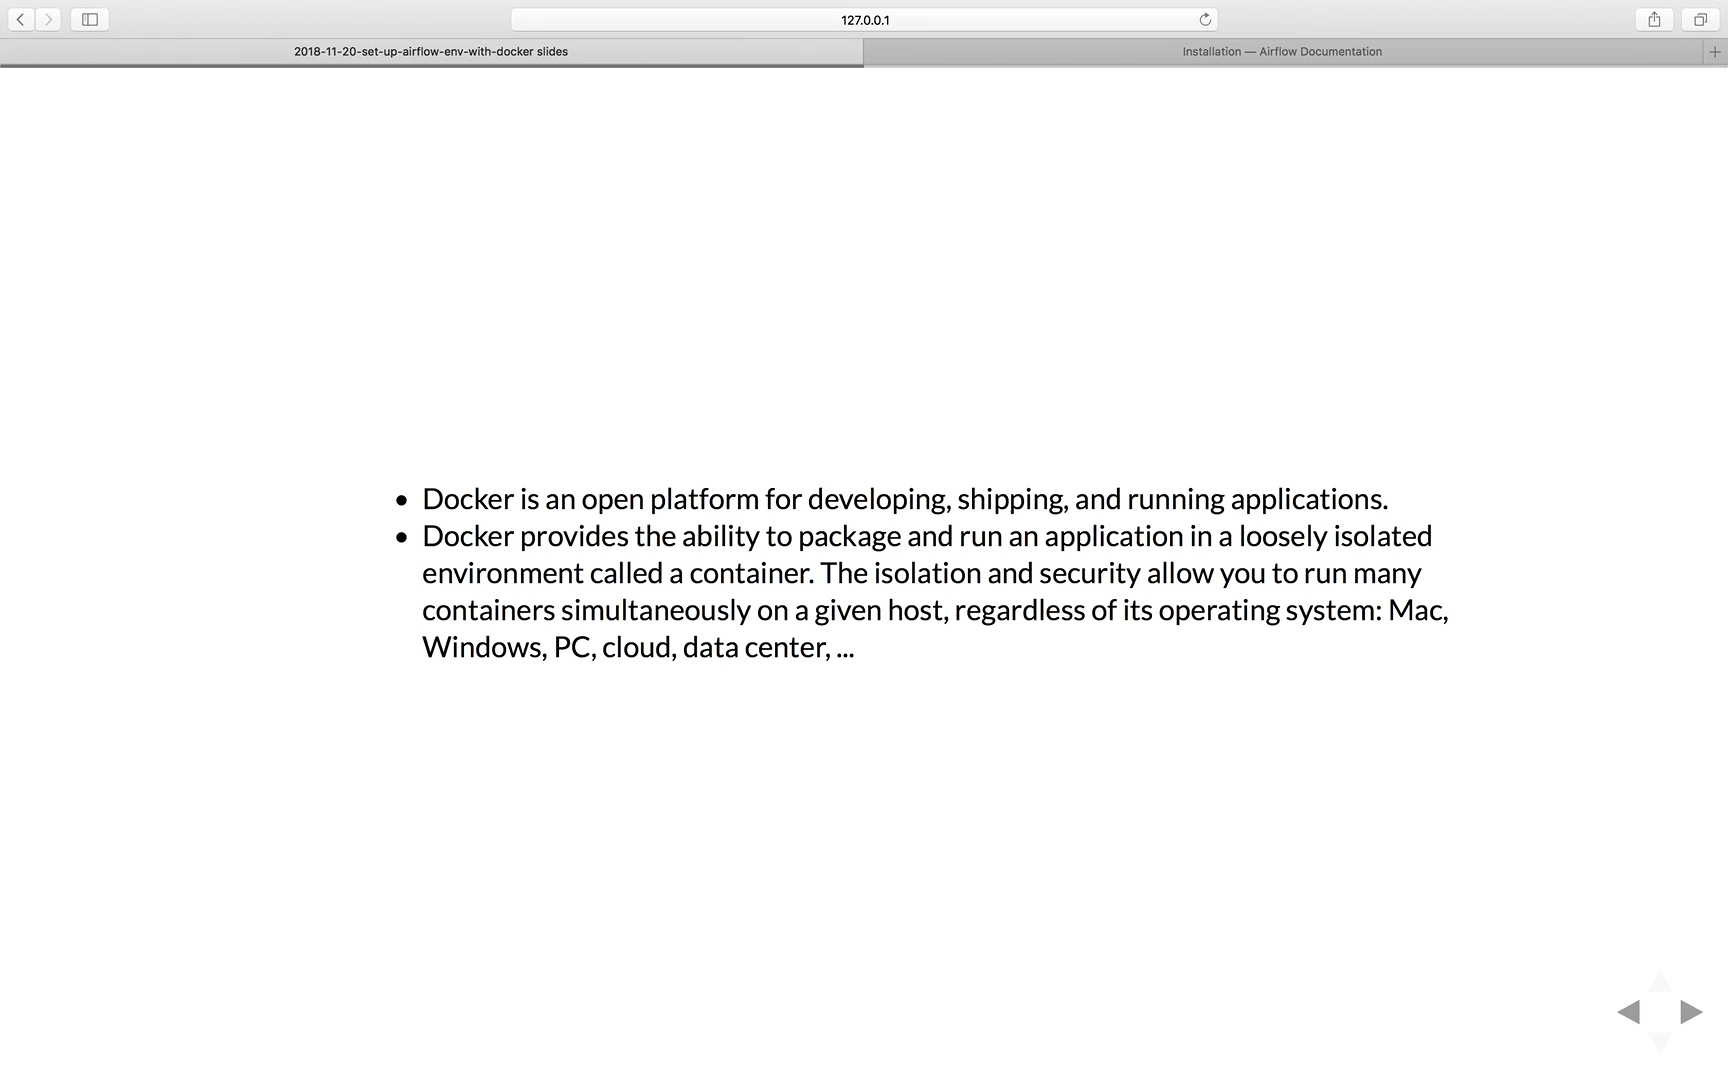 127.0.0.1
2018-11-20-set-up-airflow-env-with-docker slides
Installation — Airflow Documentation
• Docker is an open platform for developing, shipping, and running applications.
• Docker provides the ability to package and run an application in a loosely isolated
environment called a container. The isolation and security allow you to run many
containers simultaneously on a given host, regardless of its operating system: Mac,
Windows, PC, cloud, data center, ...